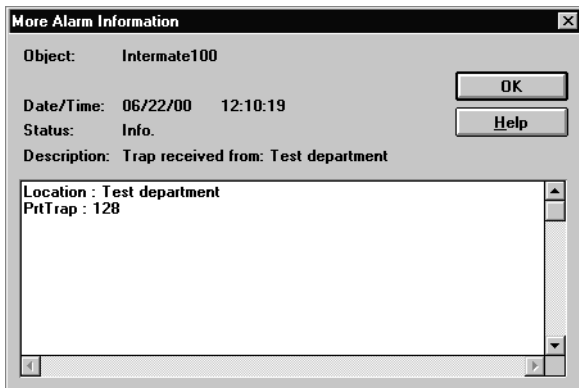 More Alarm Information
Object: Intermate100
OK
Date/Time: 06/22/00 12:10:19
Help
Status: Info.
Description: Trap received from: Test department
Location : Test department
PrtTrap : 128